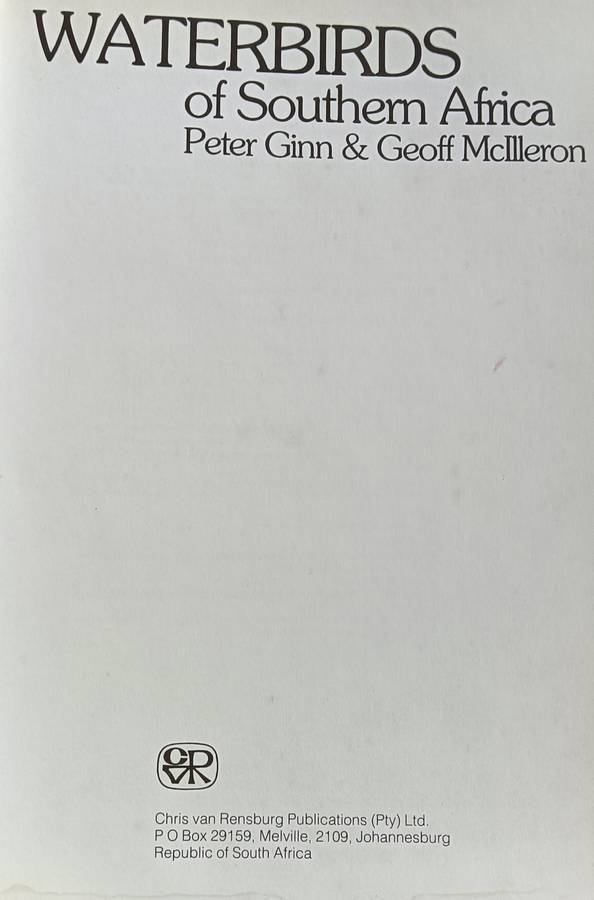 WATERBIRDS
of Southern Africa
Peter Ginn & Geoff McIlleron
CVR
Chris van Rensburg Publications (Pty) Ltd.
P O Box 29159, Melville, 2109, Johannesburg
Republic of South Africa